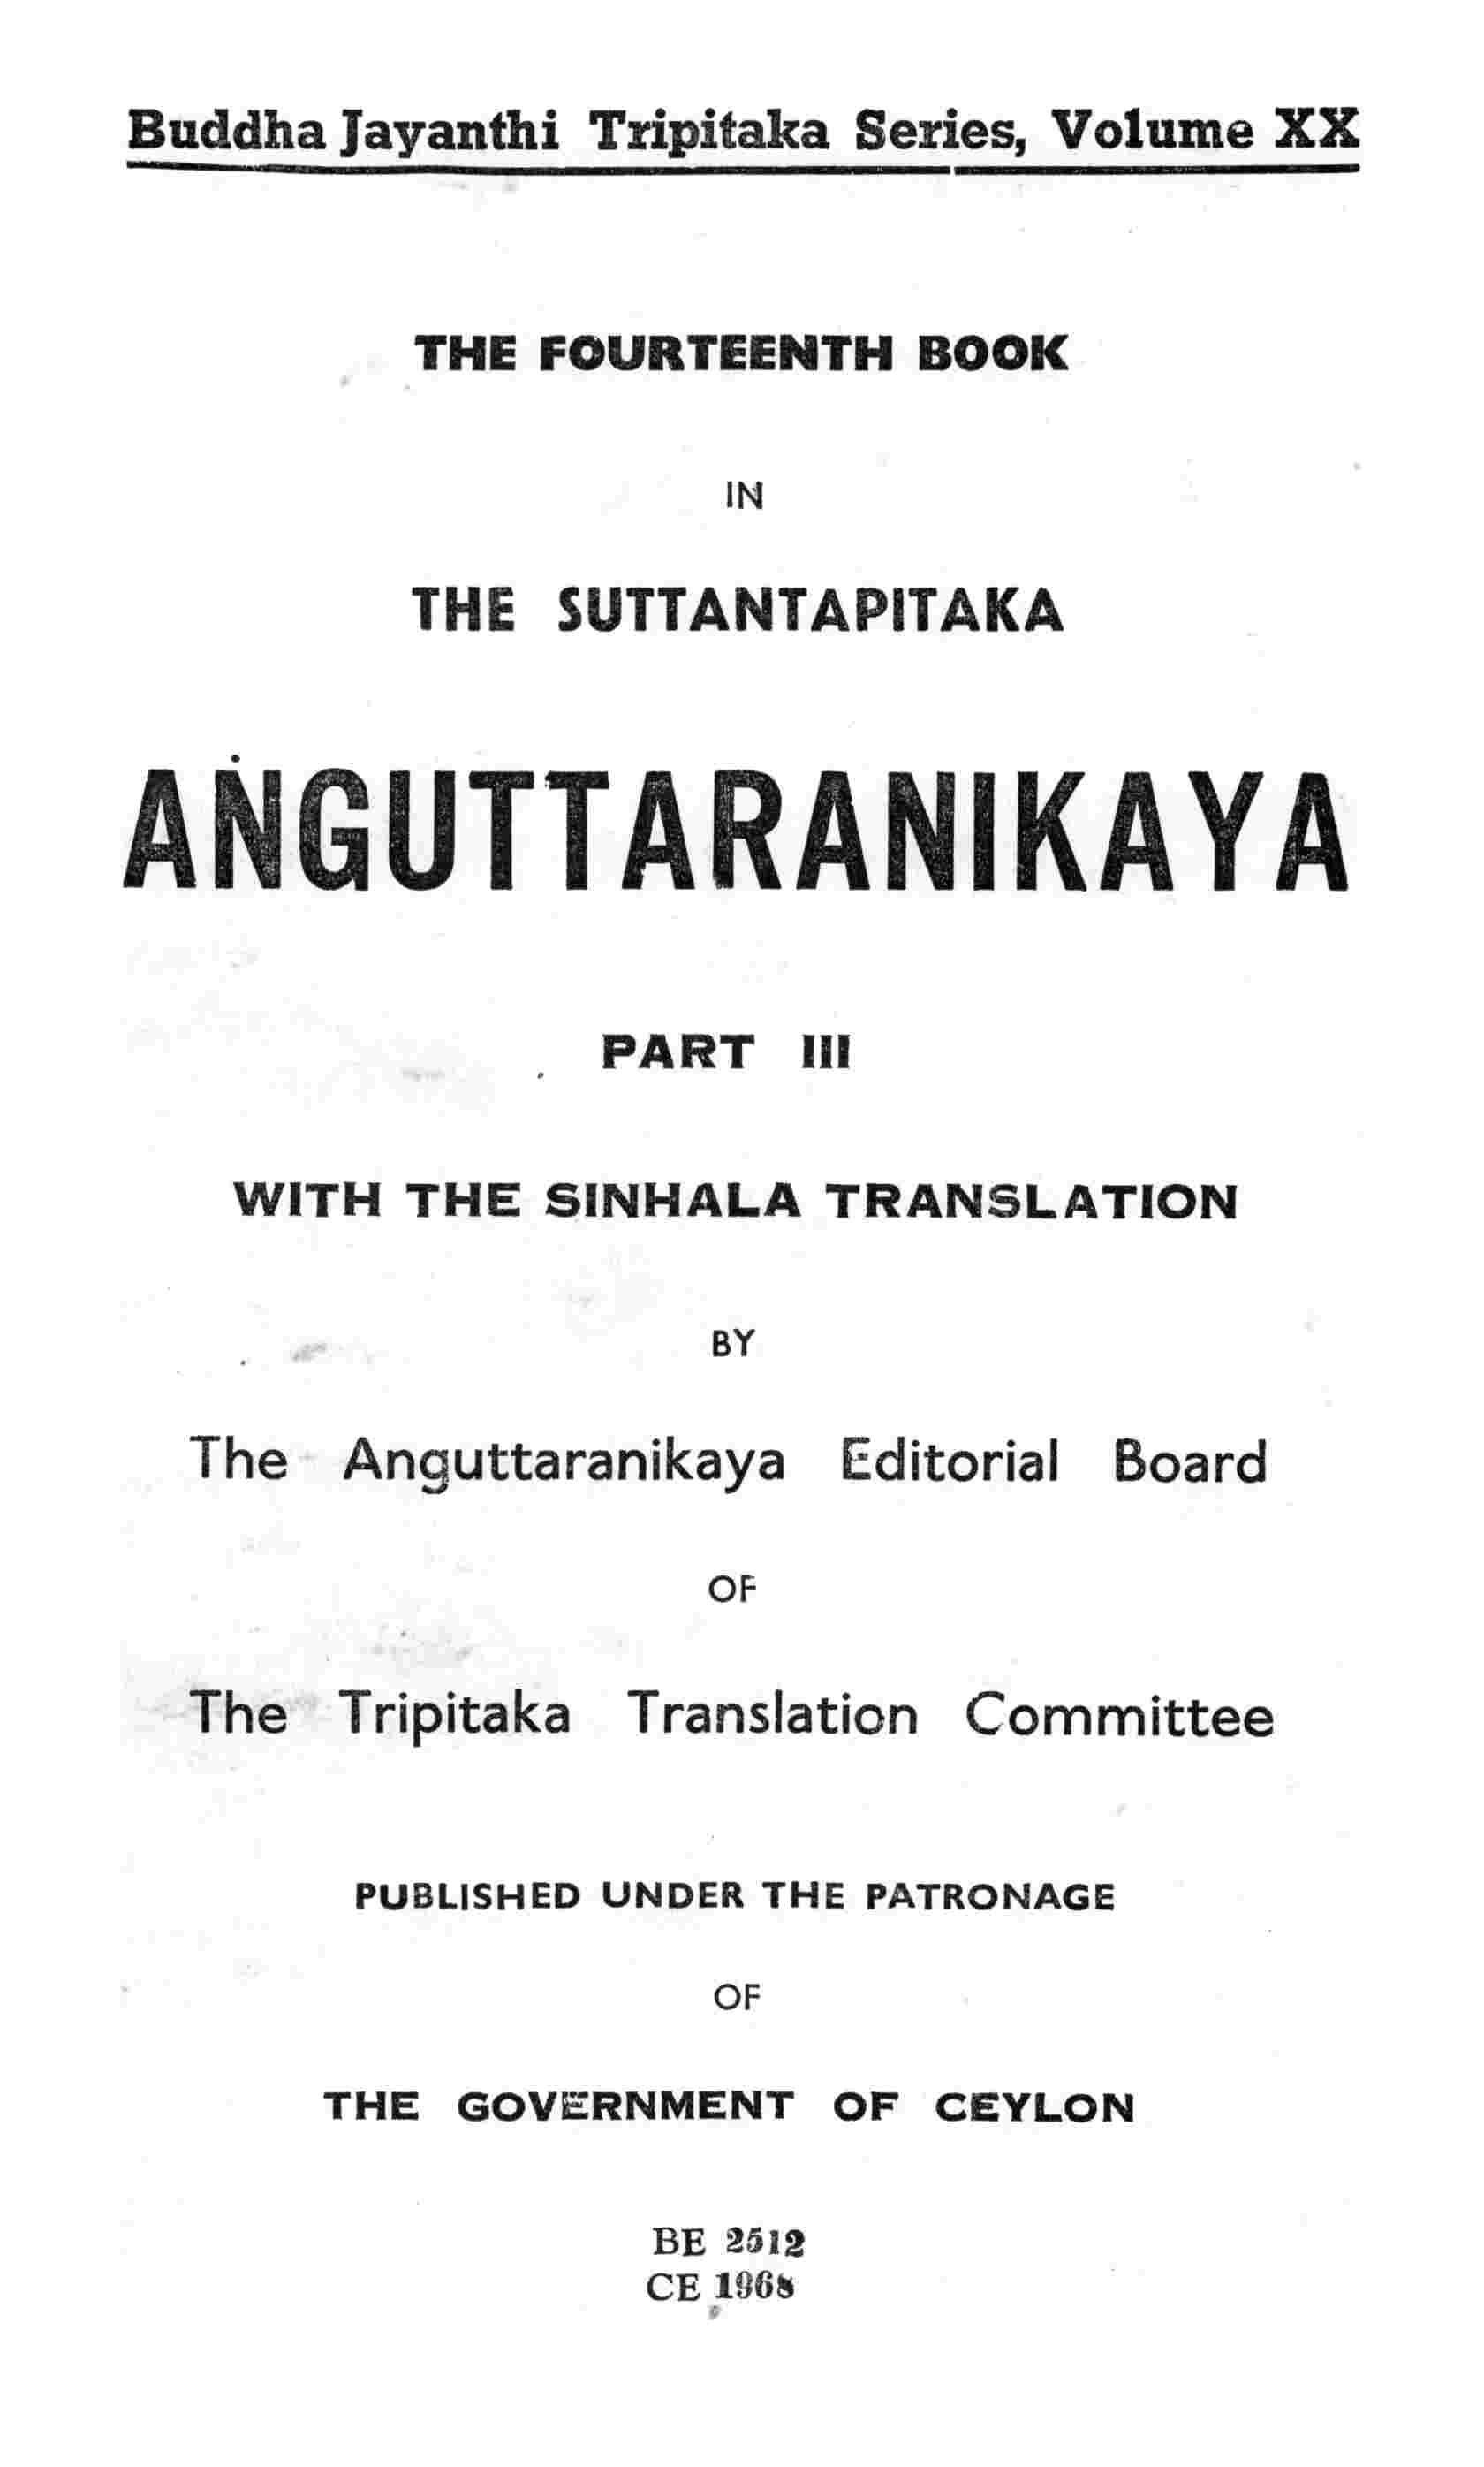 Buddha Jayanthi Tripitaka Series, Volume XX
THE FOURTEENTH BOOK
IN
THE SUTTANTAPITAKA
AṄGUTTARANIKAYA
PART III
WITH THE SINHALA TRANSLATION
BY
The Anguttaranikaya Editorial Board
OF
The Tripitaka Translation Committee
PUBLISHED UNDER THE PATRONAGE
OF
THE GOVERNMENT OF CEYLON
BE 2512
CE 1968